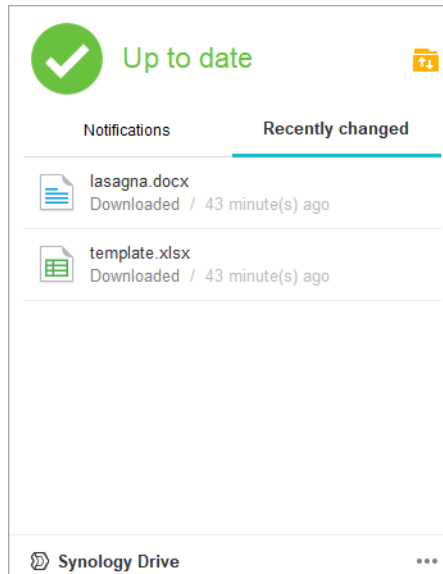 Up to date
Notifications Recently changed
lasagna.docx
Downloaded / 43 minute(s) ago
template.xlsx
Downloaded / 43 minute(s) ago
Synology Drive